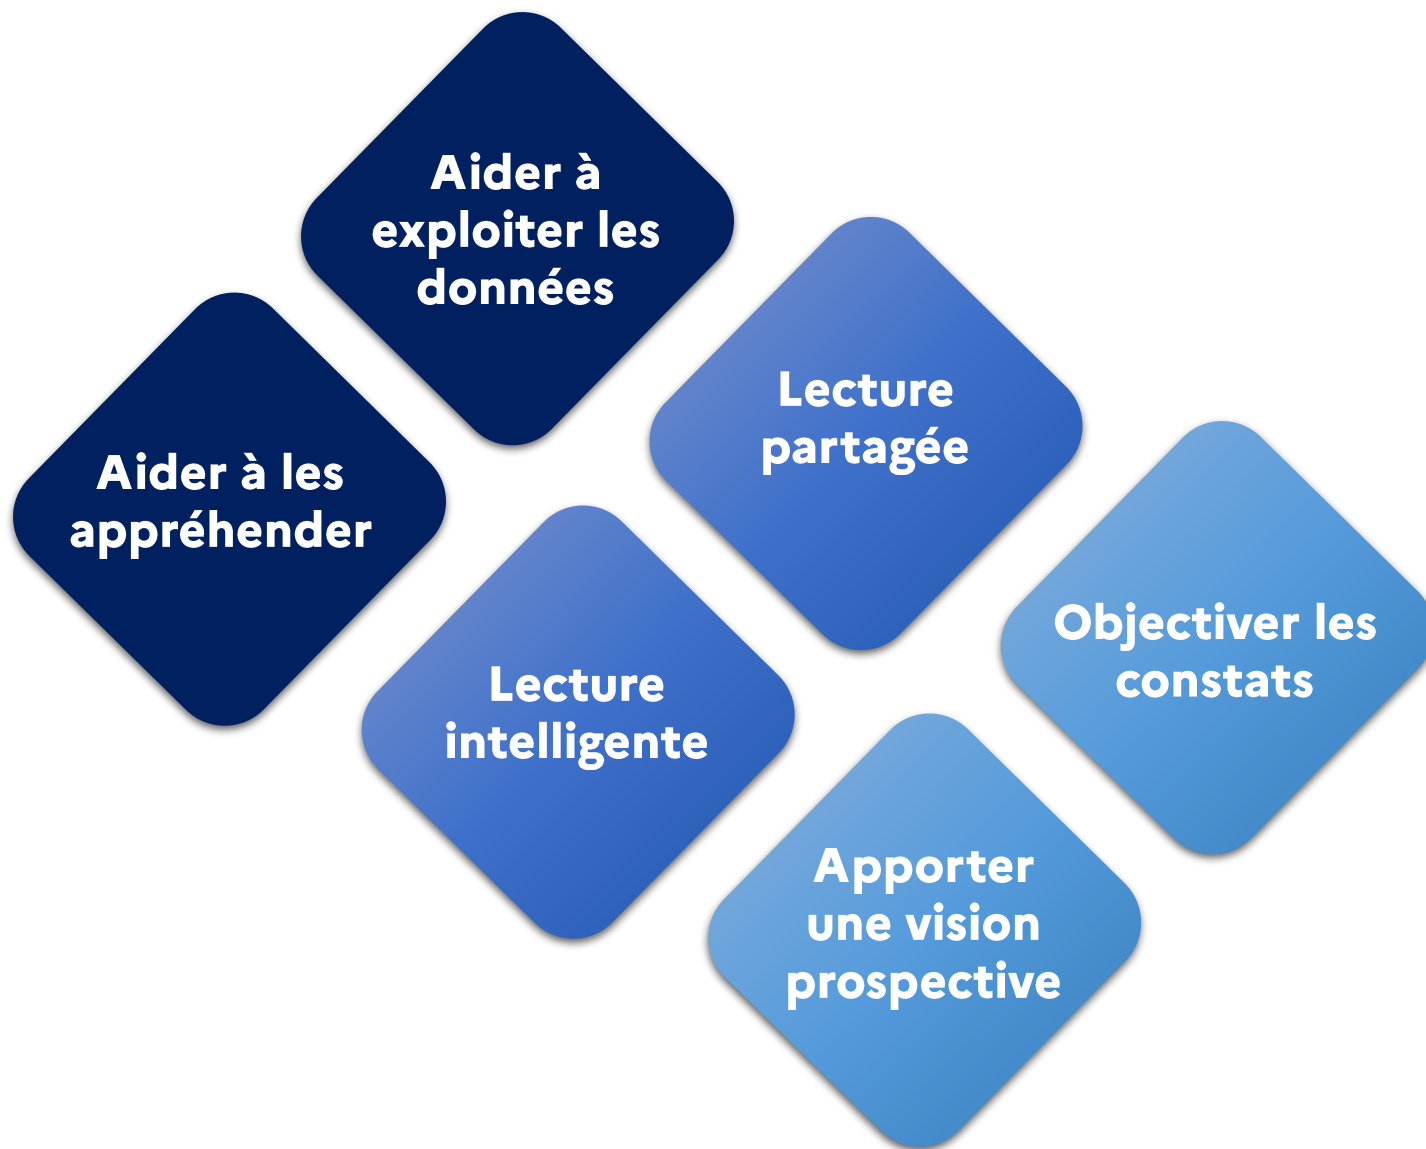 Aider à
exploiter les
données
Aider à les
appréhender
Lecture
partagée
Lecture
intelligente
Objectiver les
constats
Apporter
une vision
prospective